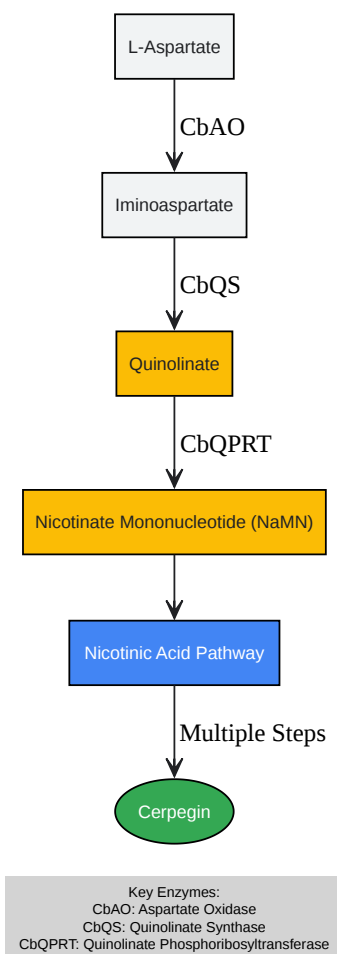 L-Aspartate
CbAO
Iminoaspartate
CbQS
Quinolinate
CbQPRT
Nicotinate Mononucleotide (NaMN)
Nicotinic Acid Pathway
Multiple Steps
Cerpegin
Key Enzymes:
CbAO: Aspartate Oxidase
CbQS: Quinolinate Synthase
CbQPRT: Quinolinate Phosphoribosyltransferase